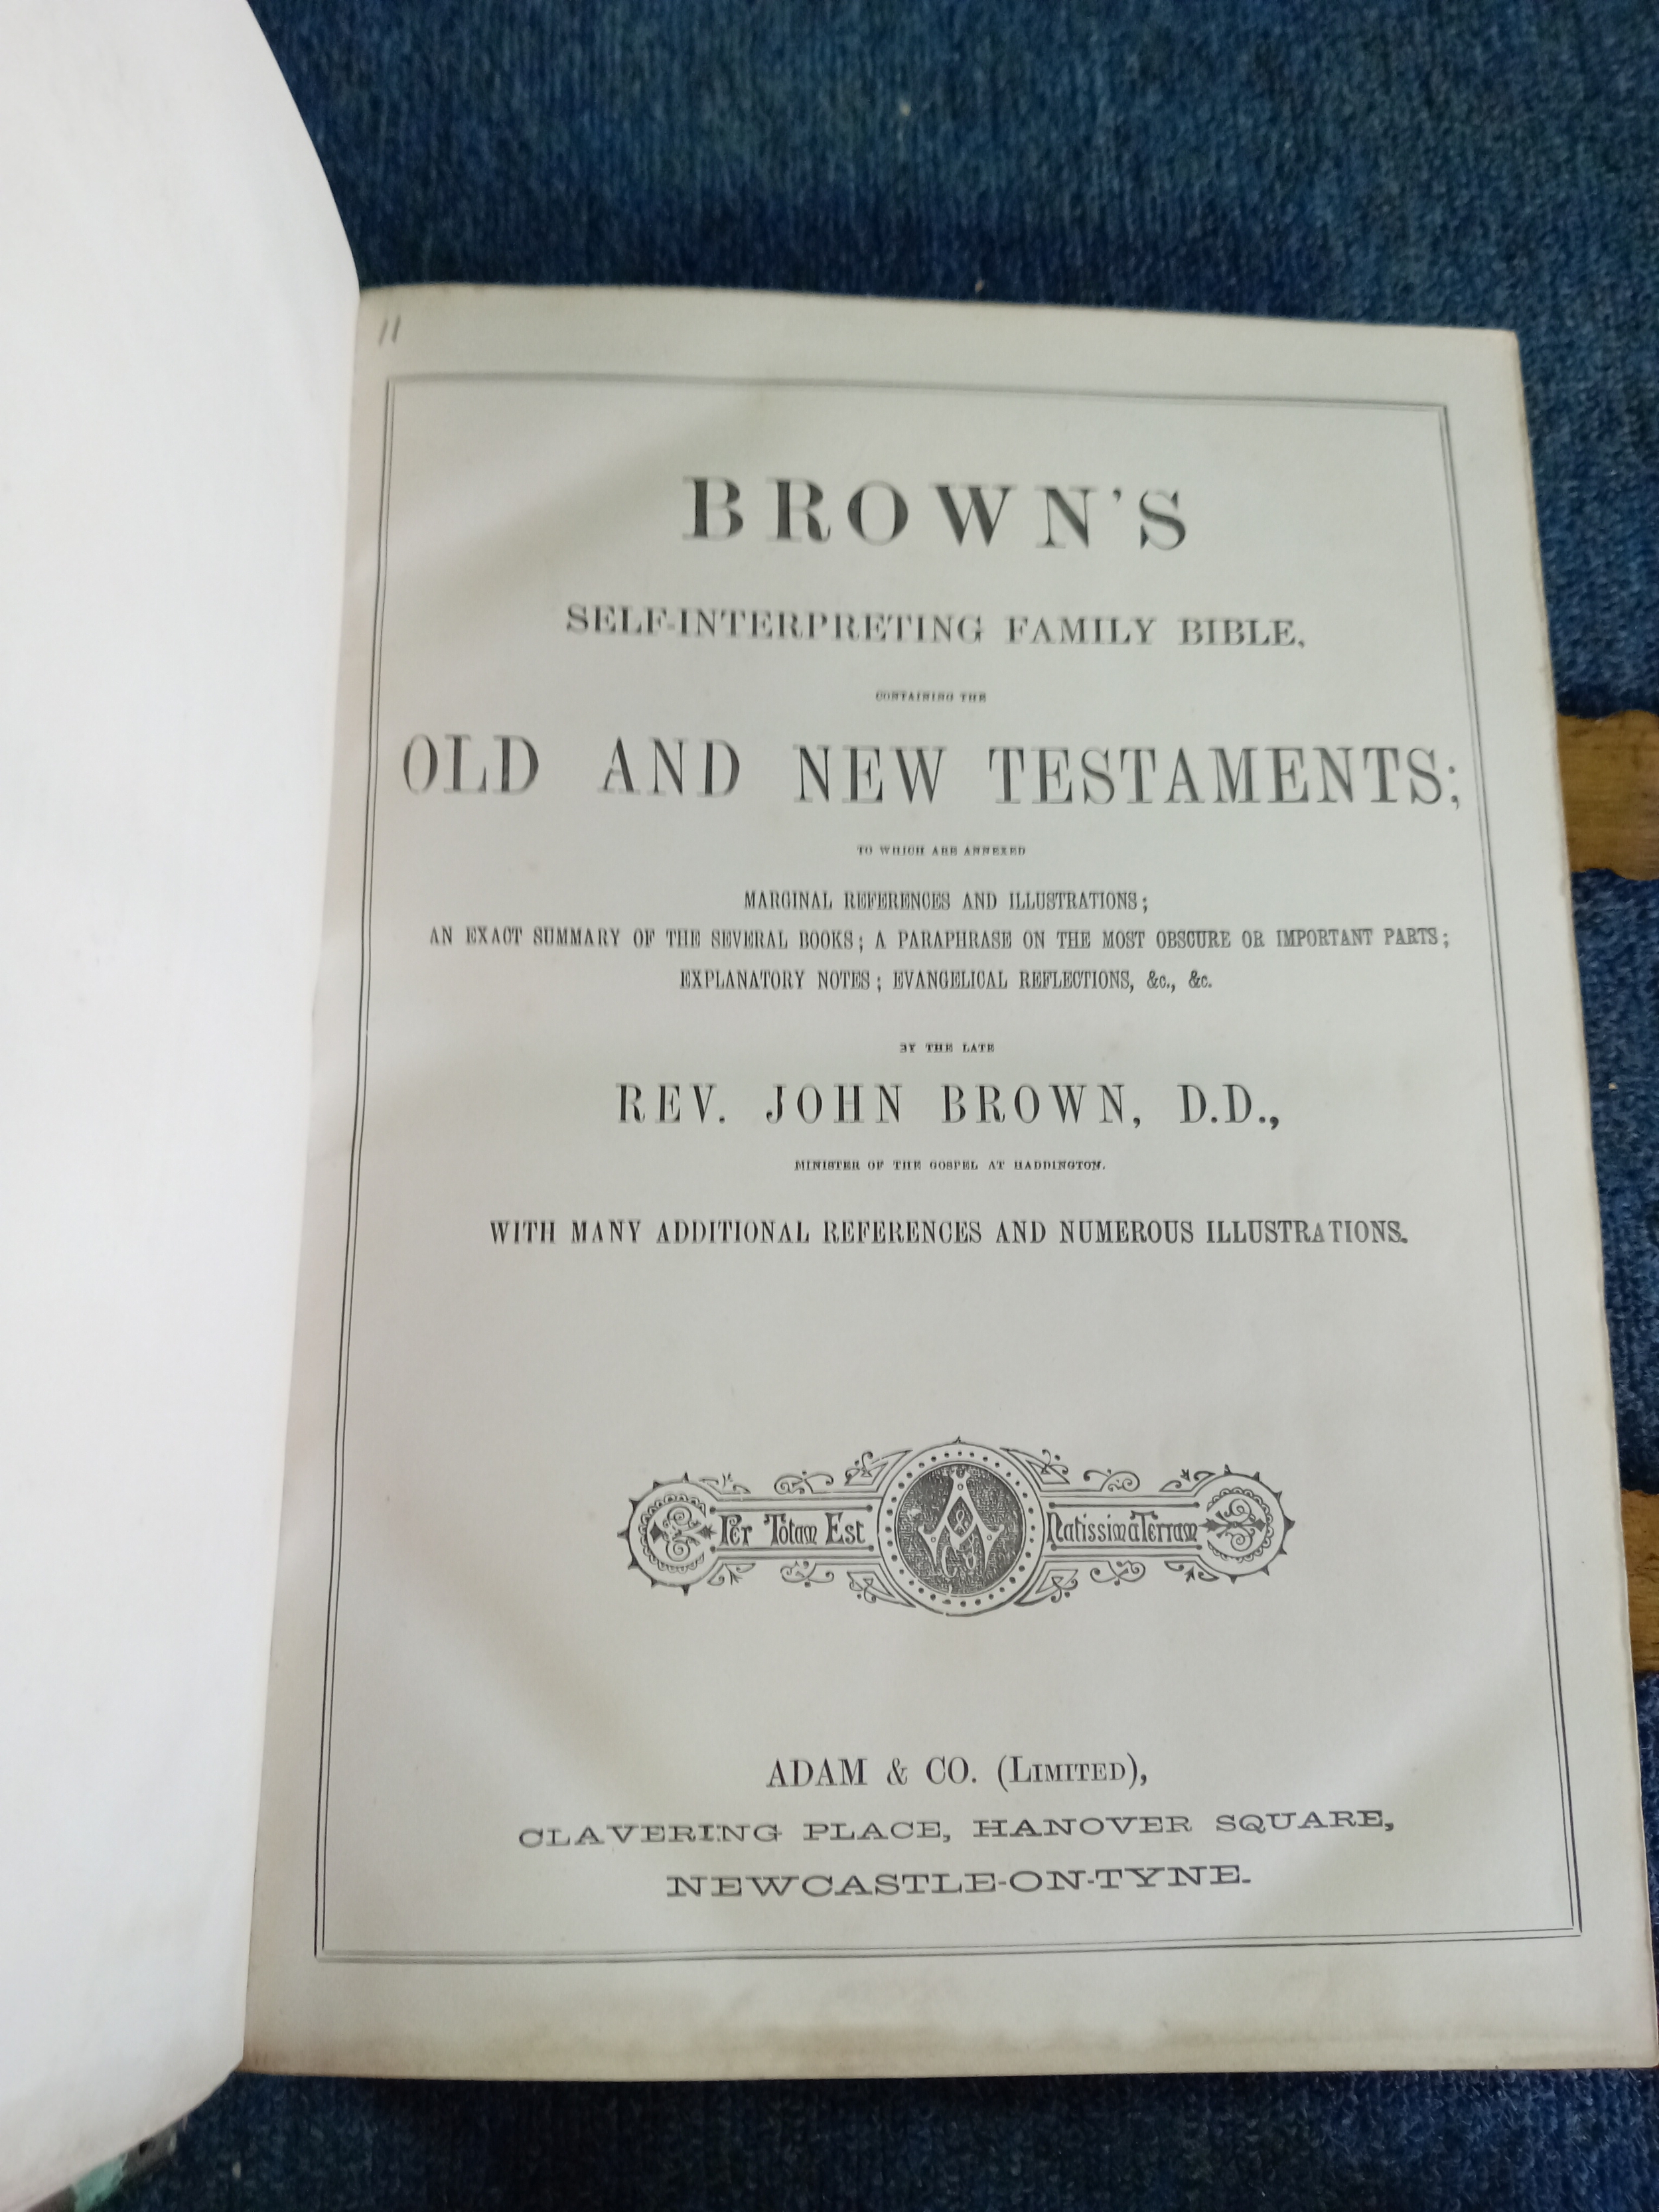 11
BROWN'S
SELF-INTERPRETING FAMILY BIBLE,
CONTAINING THE
OLD AND NEW TESTAMENTS;
TO WHICH ARE ANNEXED
MARGINAL REFERENCES AND ILLUSTRATIONS;
AN EXACT SUMMARY OF THE SEVERAL BOOKS; A PARAPHRASE ON THE MOST OBSCURE OR IMPORTANT PARTS;
EXPLANATORY NOTES; EVANGELICAL REFLECTIONS, &c., &c.
BY THE LATE
REV. JOHN BROWN, D.D.,
MINISTER OF THE GOSPEL AT HADDINGTON.
WITH MANY ADDITIONAL REFERENCES AND NUMEROUS ILLUSTRATIONS.
Per Totam Est Natissima Terram
ADAM & CO. (LIMITED),
CLAVERING PLACE, HANOVER SQUARE,
NEWCASTLE-ON-TYNE.